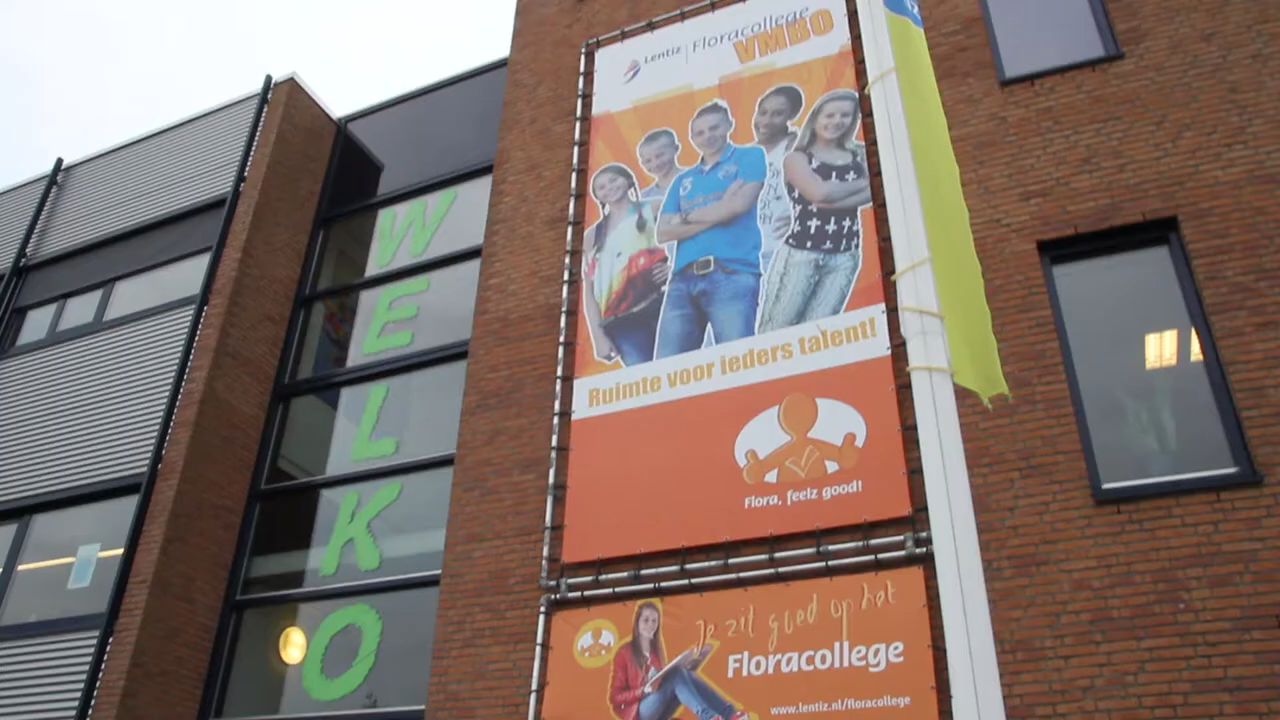 WELKO
Lentiz | Floracollege
VMBO
Ruimte voor ieders talent!
Flora, feelz good!
Je zit goed op het
Floracollege
www.lentiz.nl/floracollege